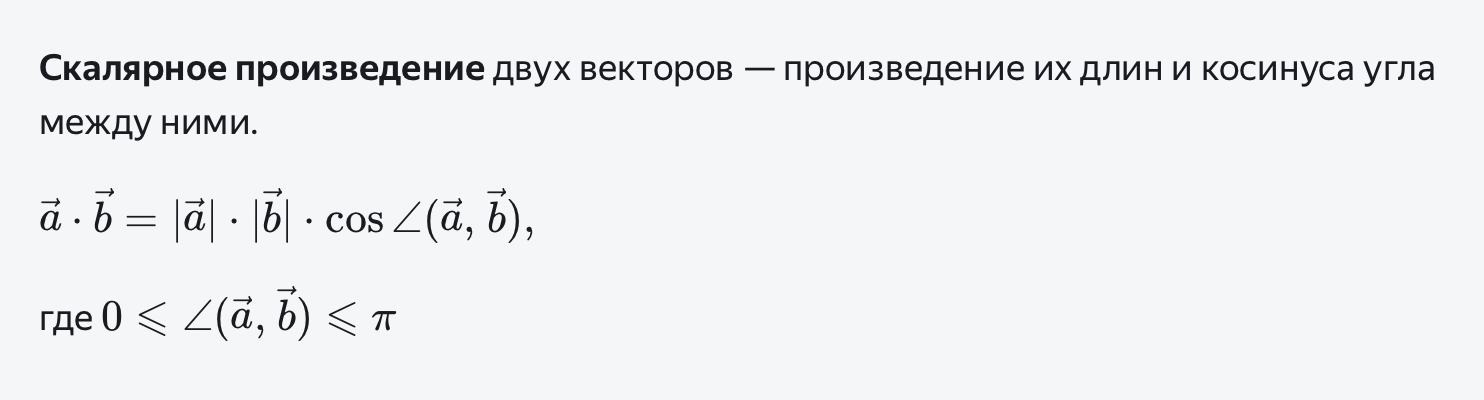 Скалярное произведение двух векторов — произведение их длин и косинуса угла
между ними.
$\vec{a} \cdot \vec{b} = |\vec{a}| \cdot |\vec{b}| \cdot \cos \angle(\vec{a}, \vec{b}),$
где $0 \leqslant \angle(\vec{a}, \vec{b}) \leqslant \pi$